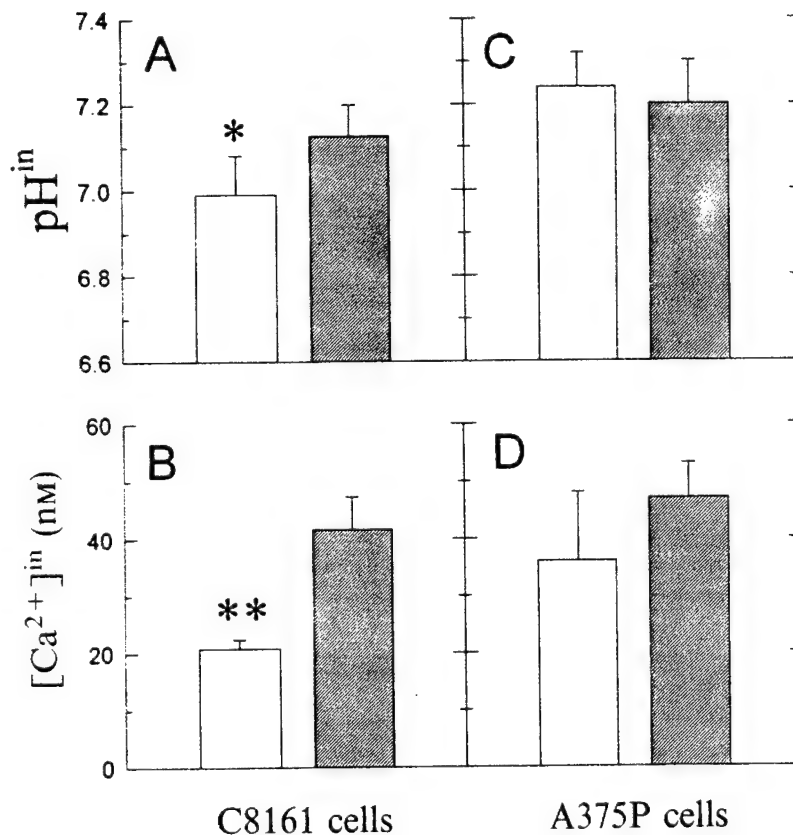 7.4
7.2
7.0
6.8
6.6
pH^in
A
*
C
60
40
20
0
[Ca^2+]^in (nM)
B
**
D
C8161 cells
A375P cells